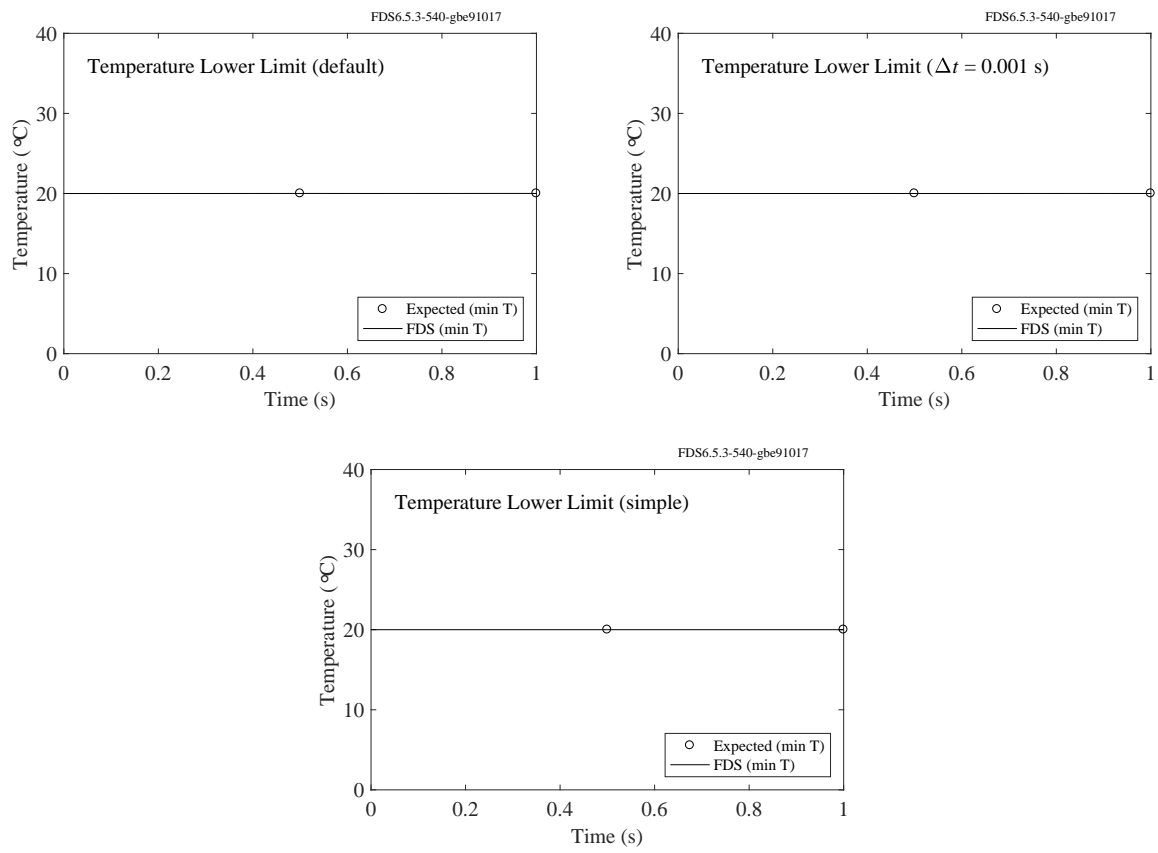 FDS6.5.3-540-gbe91017
Temperature Lower Limit (default)
40
30
20
10
0
Temperature (°C)
Expected (min T)
FDS (min T)
0 0.2 0.4 0.6 0.8 1
Time (s)
FDS6.5.3-540-gbe91017
Temperature Lower Limit (Δt = 0.001 s)
40
30
20
10
0
Temperature (°C)
Expected (min T)
FDS (min T)
0 0.2 0.4 0.6 0.8 1
Time (s)
FDS6.5.3-540-gbe91017
Temperature Lower Limit (simple)
40
30
20
10
0
Temperature (°C)
Expected (min T)
FDS (min T)
0 0.2 0.4 0.6 0.8 1
Time (s)